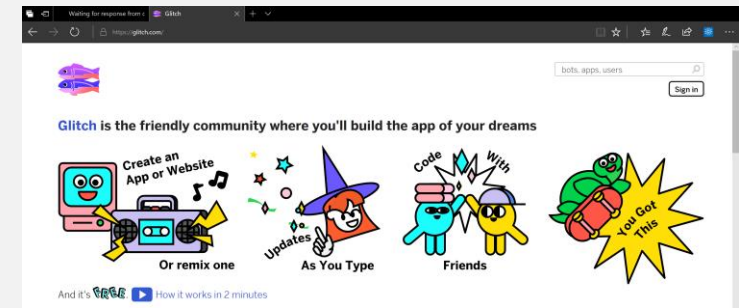 Waiting for response from s
Glitch
https://glitch.com/
bots, apps, users
Sign in
Glitch is the friendly community where you'll build the app of your dreams
Create an
App or Website
Or remix one
Updates
As You Type
Code With
Friends
You Got
This
And it's FREE. How it works in 2 minutes